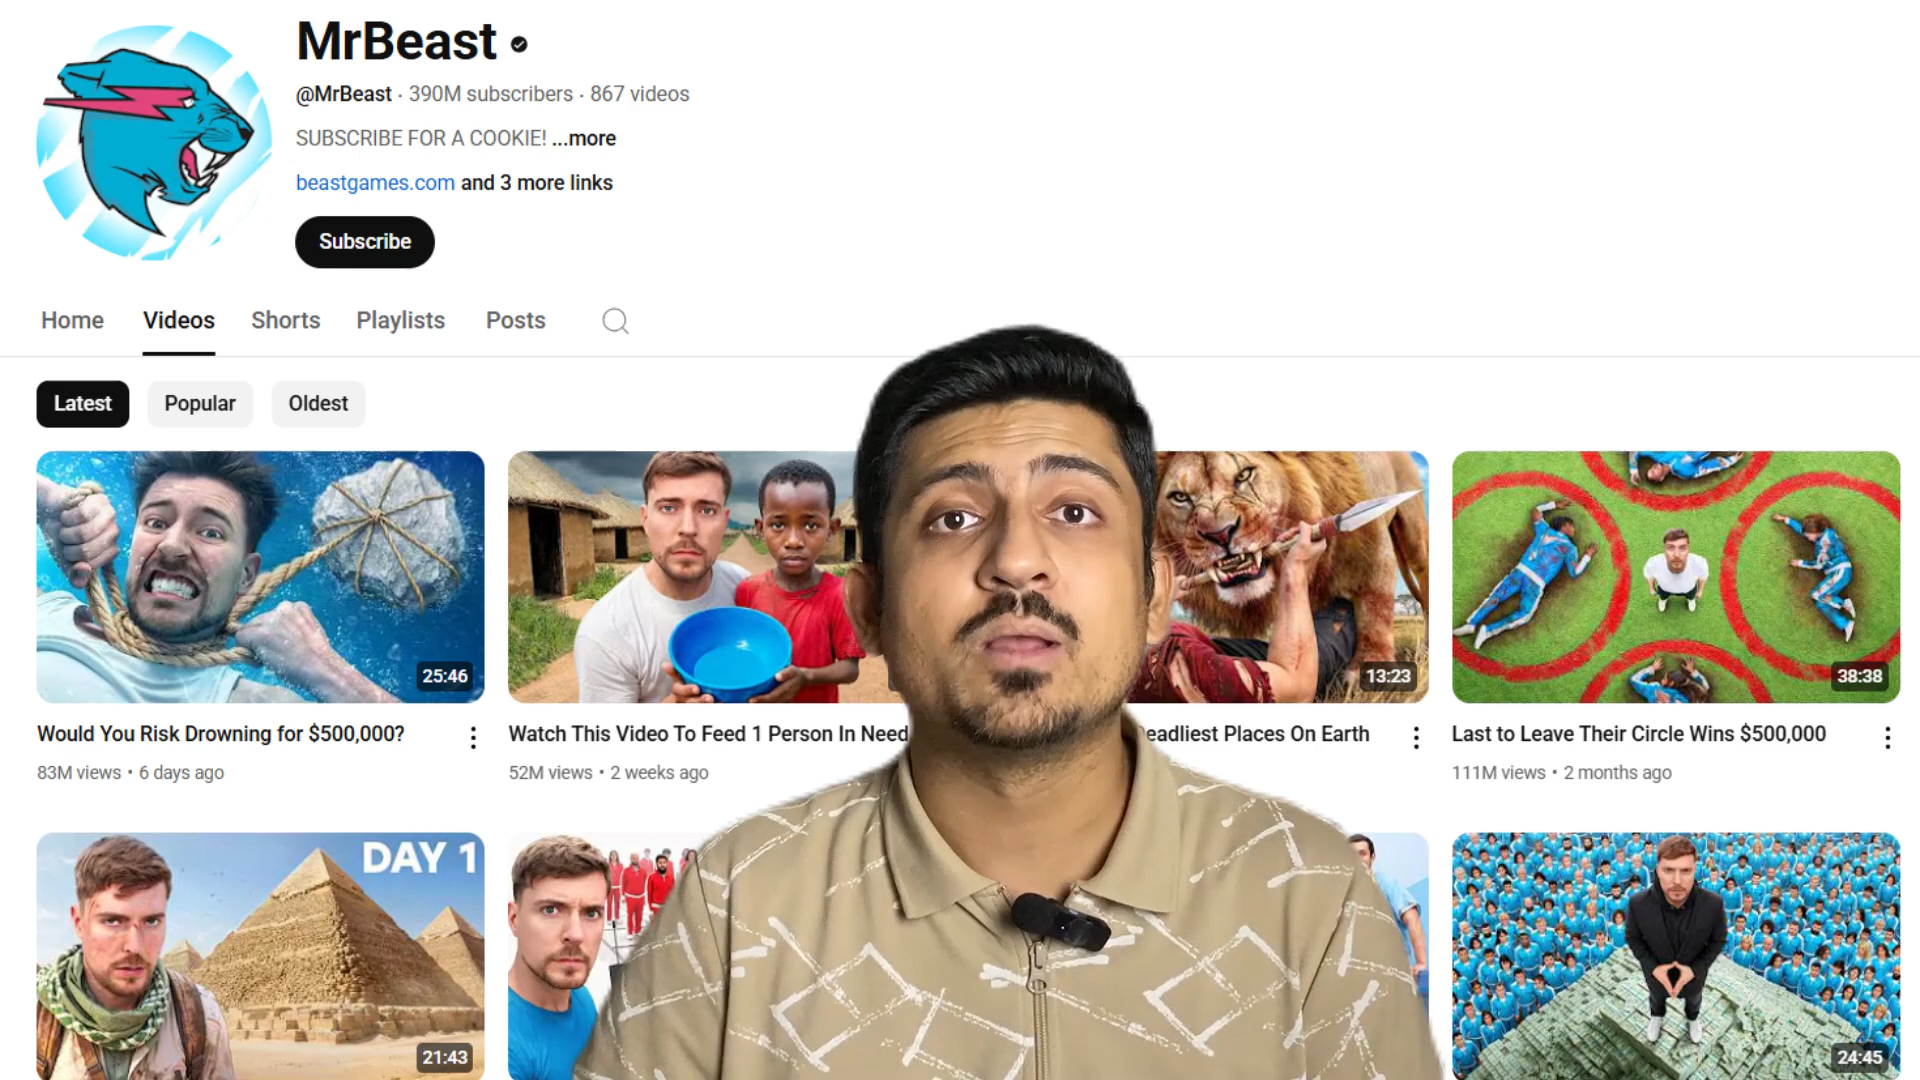 MrBeast
@MrBeast · 390M subscribers · 867 videos
SUBSCRIBE FOR A COOKIE! ...more
beastgames.com and 3 more links
Subscribe
Home Videos Shorts Playlists Posts
Latest Popular Oldest
25:46
13:23
38:38
Would You Risk Drowning for $500,000?
83M views • 6 days ago
Watch This Video To Feed 1 Person In Need
52M views • 2 weeks ago
Places On Earth
Last to Leave Their Circle Wins $500,000
111M views • 2 months ago
DAY 1
21:43
24:45